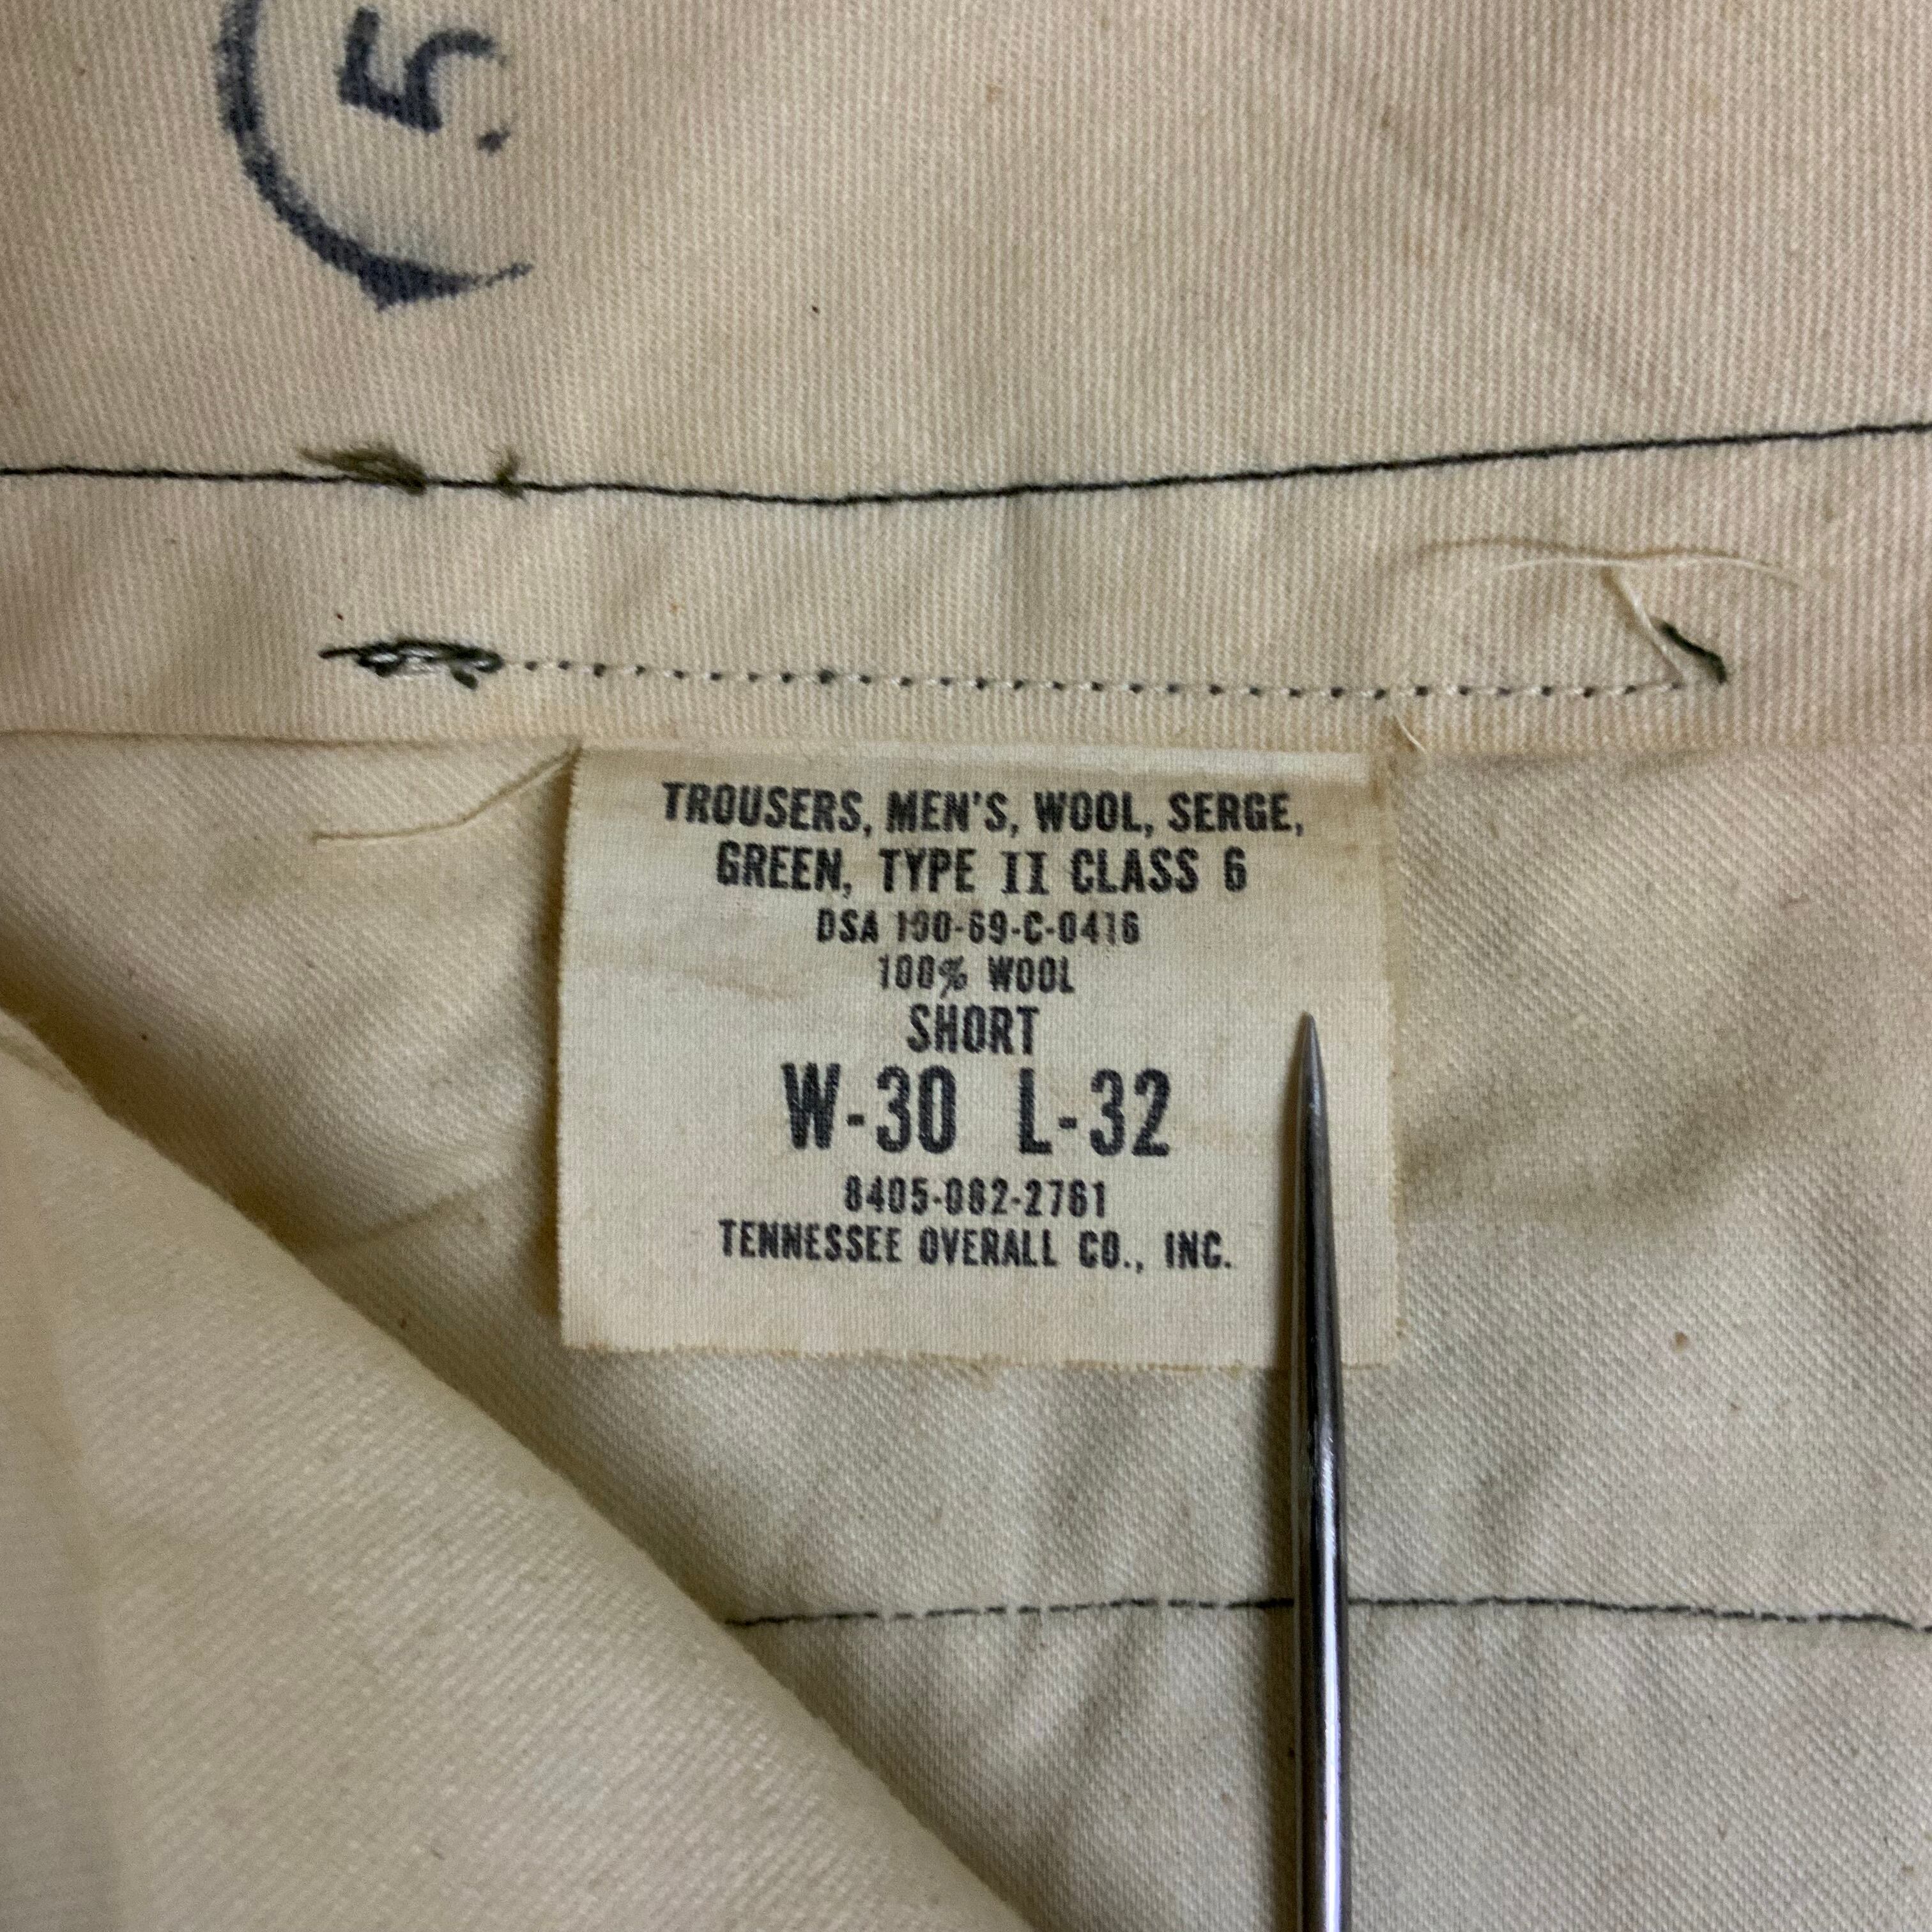 5
TROUSERS, MEN'S, WOOL, SERGE,
GREEN, TYPE II CLASS 6
DSA 100-69-C-0416
100% WOOL
SHORT
W-30 L-32
8405-082-2761
TENNESSEE OVERALL CO., INC.